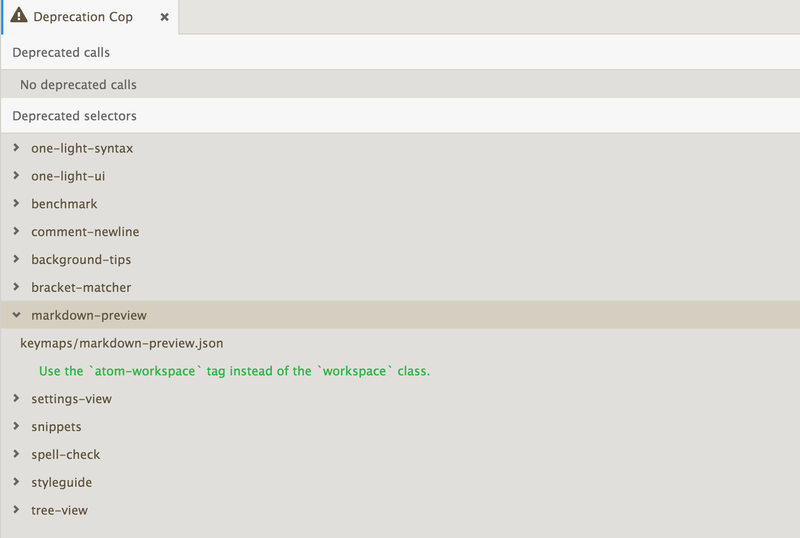 Deprecation Cop
Deprecated calls
No deprecated calls
Deprecated selectors
one-light-syntax
one-light-ui
benchmark
comment-newline
background-tips
bracket-matcher
markdown-preview
keymaps/markdown-preview.json
Use the `atom-workspace` tag instead of the `workspace` class.
settings-view
snippets
spell-check
styleguide
tree-view